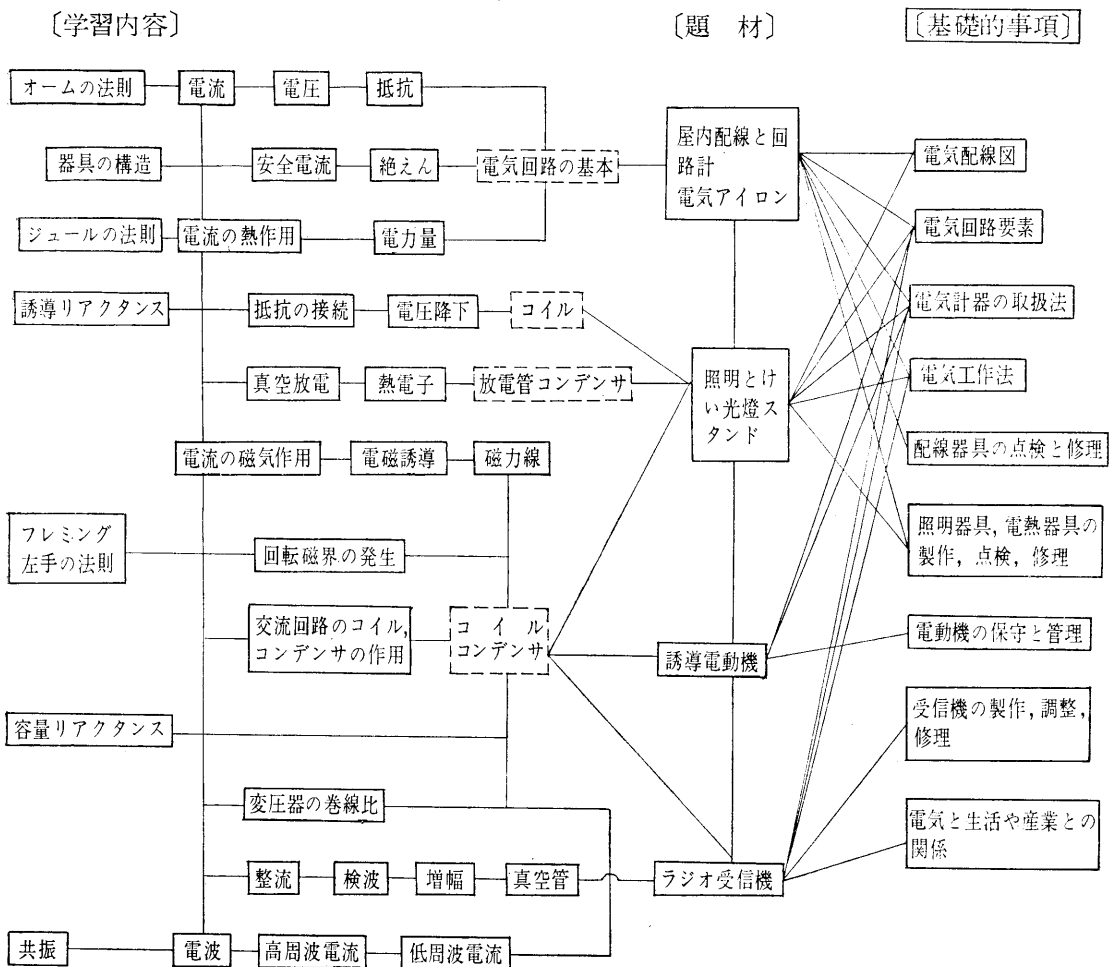 〔学習内容〕
〔題　材〕
〔基礎的事項〕
オームの法則
電流
電圧
抵抗
器具の構造
安全電流
絶えん
電気回路の基本
ジュールの法則
電流の熱作用
電力量
誘導リアクタンス
抵抗の接続
電圧降下
コイル
真空放電
熱電子
放電管コンデンサ
電流の磁気作用
電磁誘導
磁力線
フレミング
左手の法則
回転磁界の発生
交流回路のコイル,
コンデンサの作用
コイル
コンデンサ
容量リアクタンス
変圧器の巻線比
整流
検波
増幅
真空管
共振
電波
高周波電流
低周波電流
屋内配線と回
路計
電気アイロン
照明とけ
い光燈ス
タンド
誘導電動機
ラジオ受信機
電気配線図
電気回路要素
電気計器の取扱法
電気工作法
配線器具の点検と修理
照明器具,電熱器具の
製作,点検,修理
電動機の保守と管理
受信機の製作,調整,
修理
電気と生活や産業との
関係